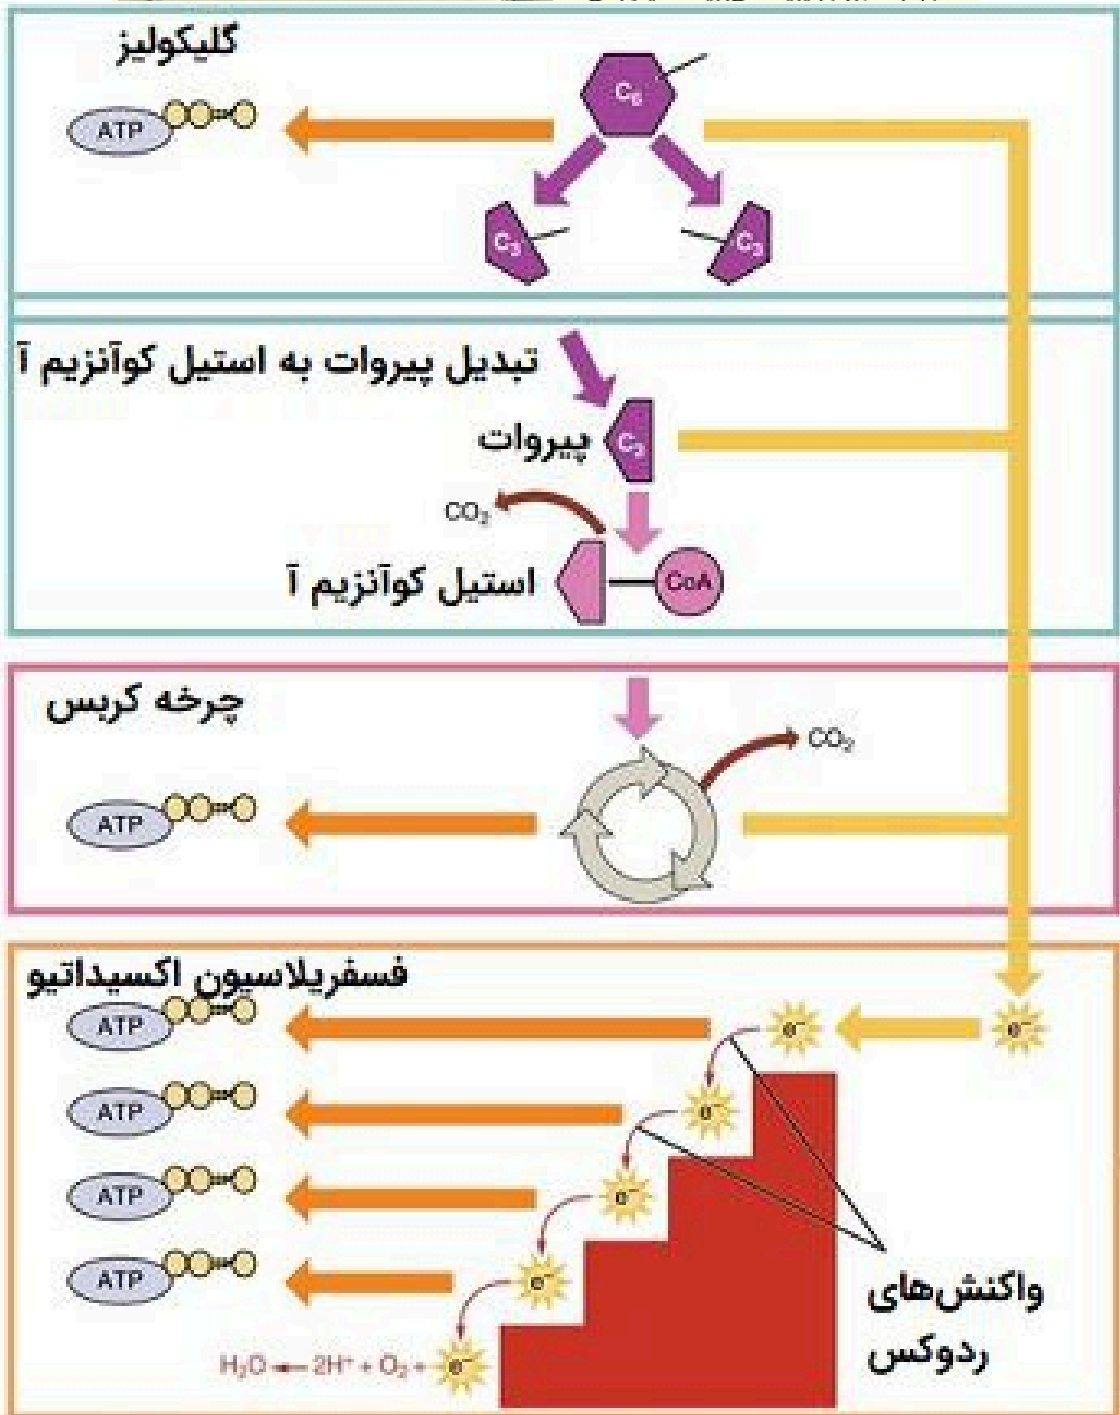 گلیکولیز
C₆
ATP
C₃
C₃
تبدیل پیروات به استیل کوآنزیم آ
پیروات
C₃
CO₂
استیل کوآنزیم آ
CoA
چرخه کربس
CO₂
ATP
فسفریلاسیون اکسیداتیو
ATP
e⁻
e⁻
ATP
e⁻
ATP
e⁻
ATP
e⁻
واکنش‌های
ردوکس
H₂O ← 2H⁺ + O₂ + e⁻